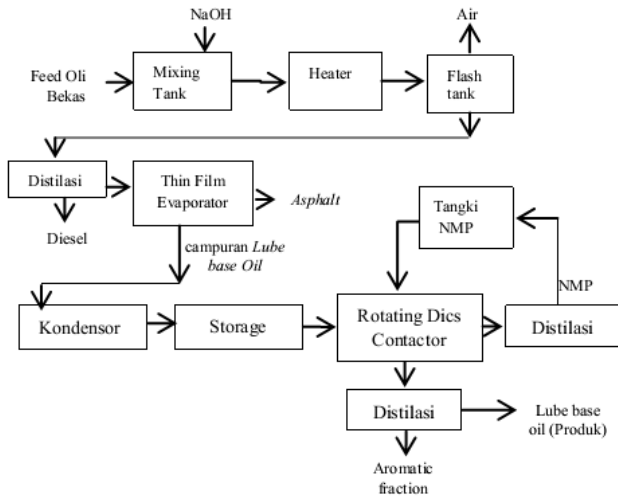 NaOH
Air
Feed Oli
Bekas
Mixing
Tank
Heater
Flash
tank
Distilasi
Thin Film
Evaporator
Asphalt
Diesel
campuran Lube
base Oil
Tangki
NMP
NMP
Kondensor
Storage
Rotating Dics
Contactor
Distilasi
Distilasi
Lube base
oil (Produk)
Aromatic
fraction